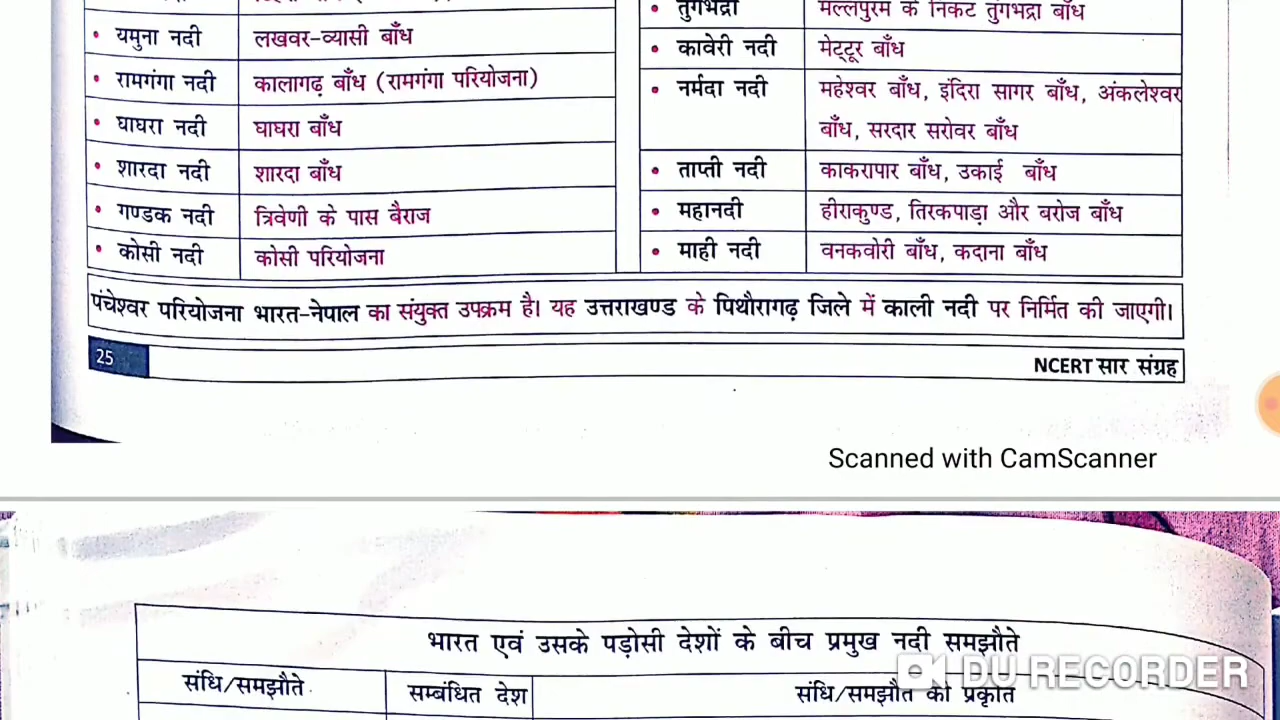 तुंगभद्रा मल्लपुरम के निकट तुंगभद्रा बाँध
यमुना नदी लखवर-व्यासी बाँध
कावेरी नदी मेट्टूर बाँध
रामगंगा नदी कालागढ़ बाँध (रामगंगा परियोजना)
नर्मदा नदी महेश्वर बाँध, इंदिरा सागर बाँध, अंकलेश्वर
बाँध, सरदार सरोवर बाँध
घाघरा नदी घाघरा बाँध
शारदा नदी शारदा बाँध
ताप्ती नदी काकरापार बाँध, उकाई बाँध
गण्डक नदी त्रिवेणी के पास बैराज
महानदी हीराकुण्ड, तिरकपाड़ा और बरोज बाँध
कोसी नदी कोसी परियोजना
माही नदी वनकवोरी बाँध, कदाना बाँध
पंचेश्वर परियोजना भारत-नेपाल का संयुक्त उपक्रम है। यह उत्तराखण्ड के पिथौरागढ़ जिले में काली नदी पर निर्मित की जाएगी।
25 NCERT सार संग्रह
Scanned with CamScanner
भारत एवं उसके पड़ोसी देशों के बीच प्रमुख नदी समझौते
DU RECORDER
संधि/समझौते सम्बंधित देश संधि/समझौते की प्रकृति